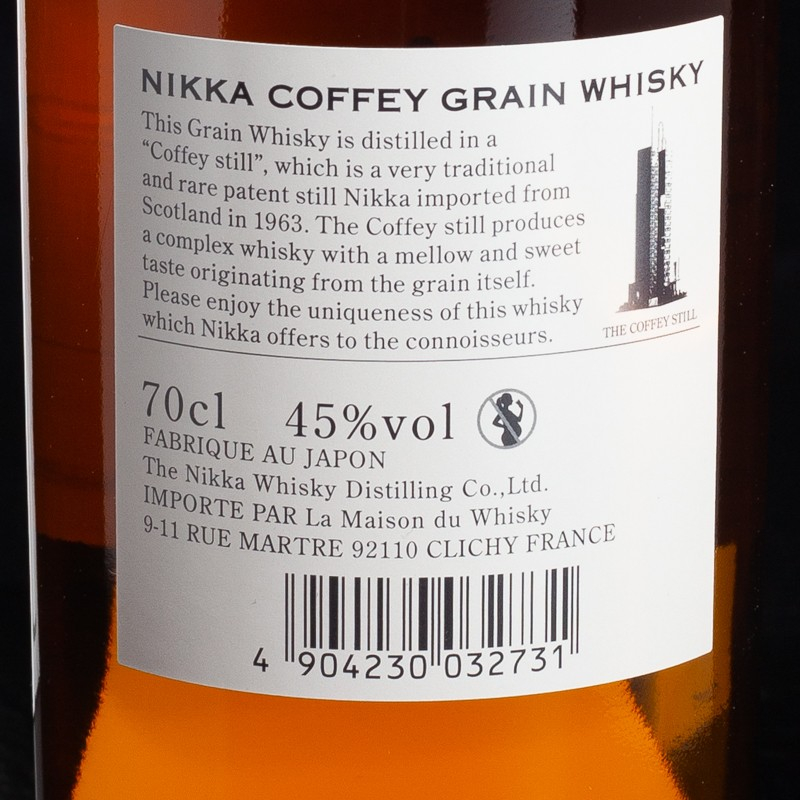 NIKKA COFFEY GRAIN WHISKY
This Grain Whisky is distilled in a
“Coffey still”, which is a very traditional
and rare patent still Nikka imported from
Scotland in 1963. The Coffey still produces
a complex whisky with a mellow and sweet
taste originating from the grain itself.
Please enjoy the uniqueness of this whisky
which Nikka offers to the connoisseurs.
THE COFFEY STILL
70cl 45%vol
FABRIQUE AU JAPON
The Nikka Whisky Distilling Co.,Ltd.
IMPORTE PAR La Maison du Whisky
9-11 RUE MARTRE 92110 CLICHY FRANCE
4 904230 032731